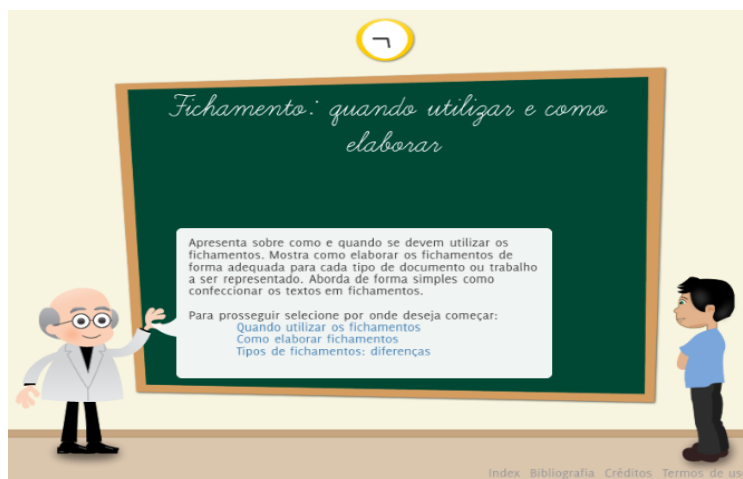 Fichamento: quando utilizar e como
elaborar
Apresenta sobre como e quando se devem utilizar os
fichamentos. Mostra como elaborar os fichamentos de
forma adequada para cada tipo de documento ou trabalho
a ser representado. Aborda de forma simples como
confeccionar os textos em fichamentos.
Para prosseguir selecione por onde deseja começar:
Quando utilizar os fichamentos
Como elaborar fichamentos
Tipos de fichamentos: diferenças
Index Bibliografia Créditos Termos de us